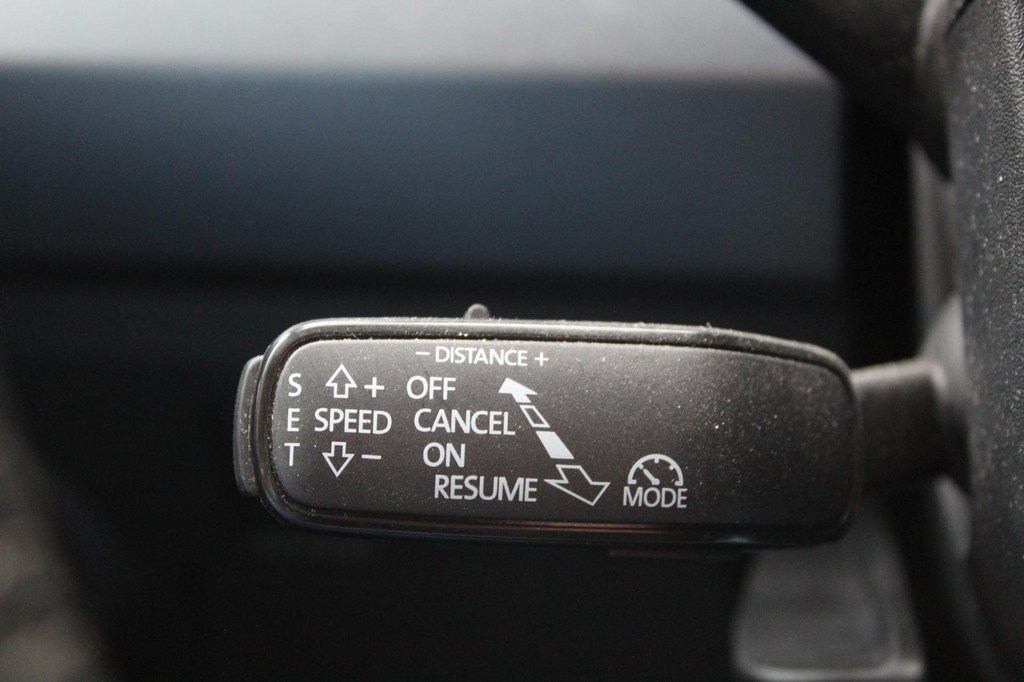 - DISTANCE +
S + OFF
E SPEED CANCEL
T - ON
RESUME
MODE